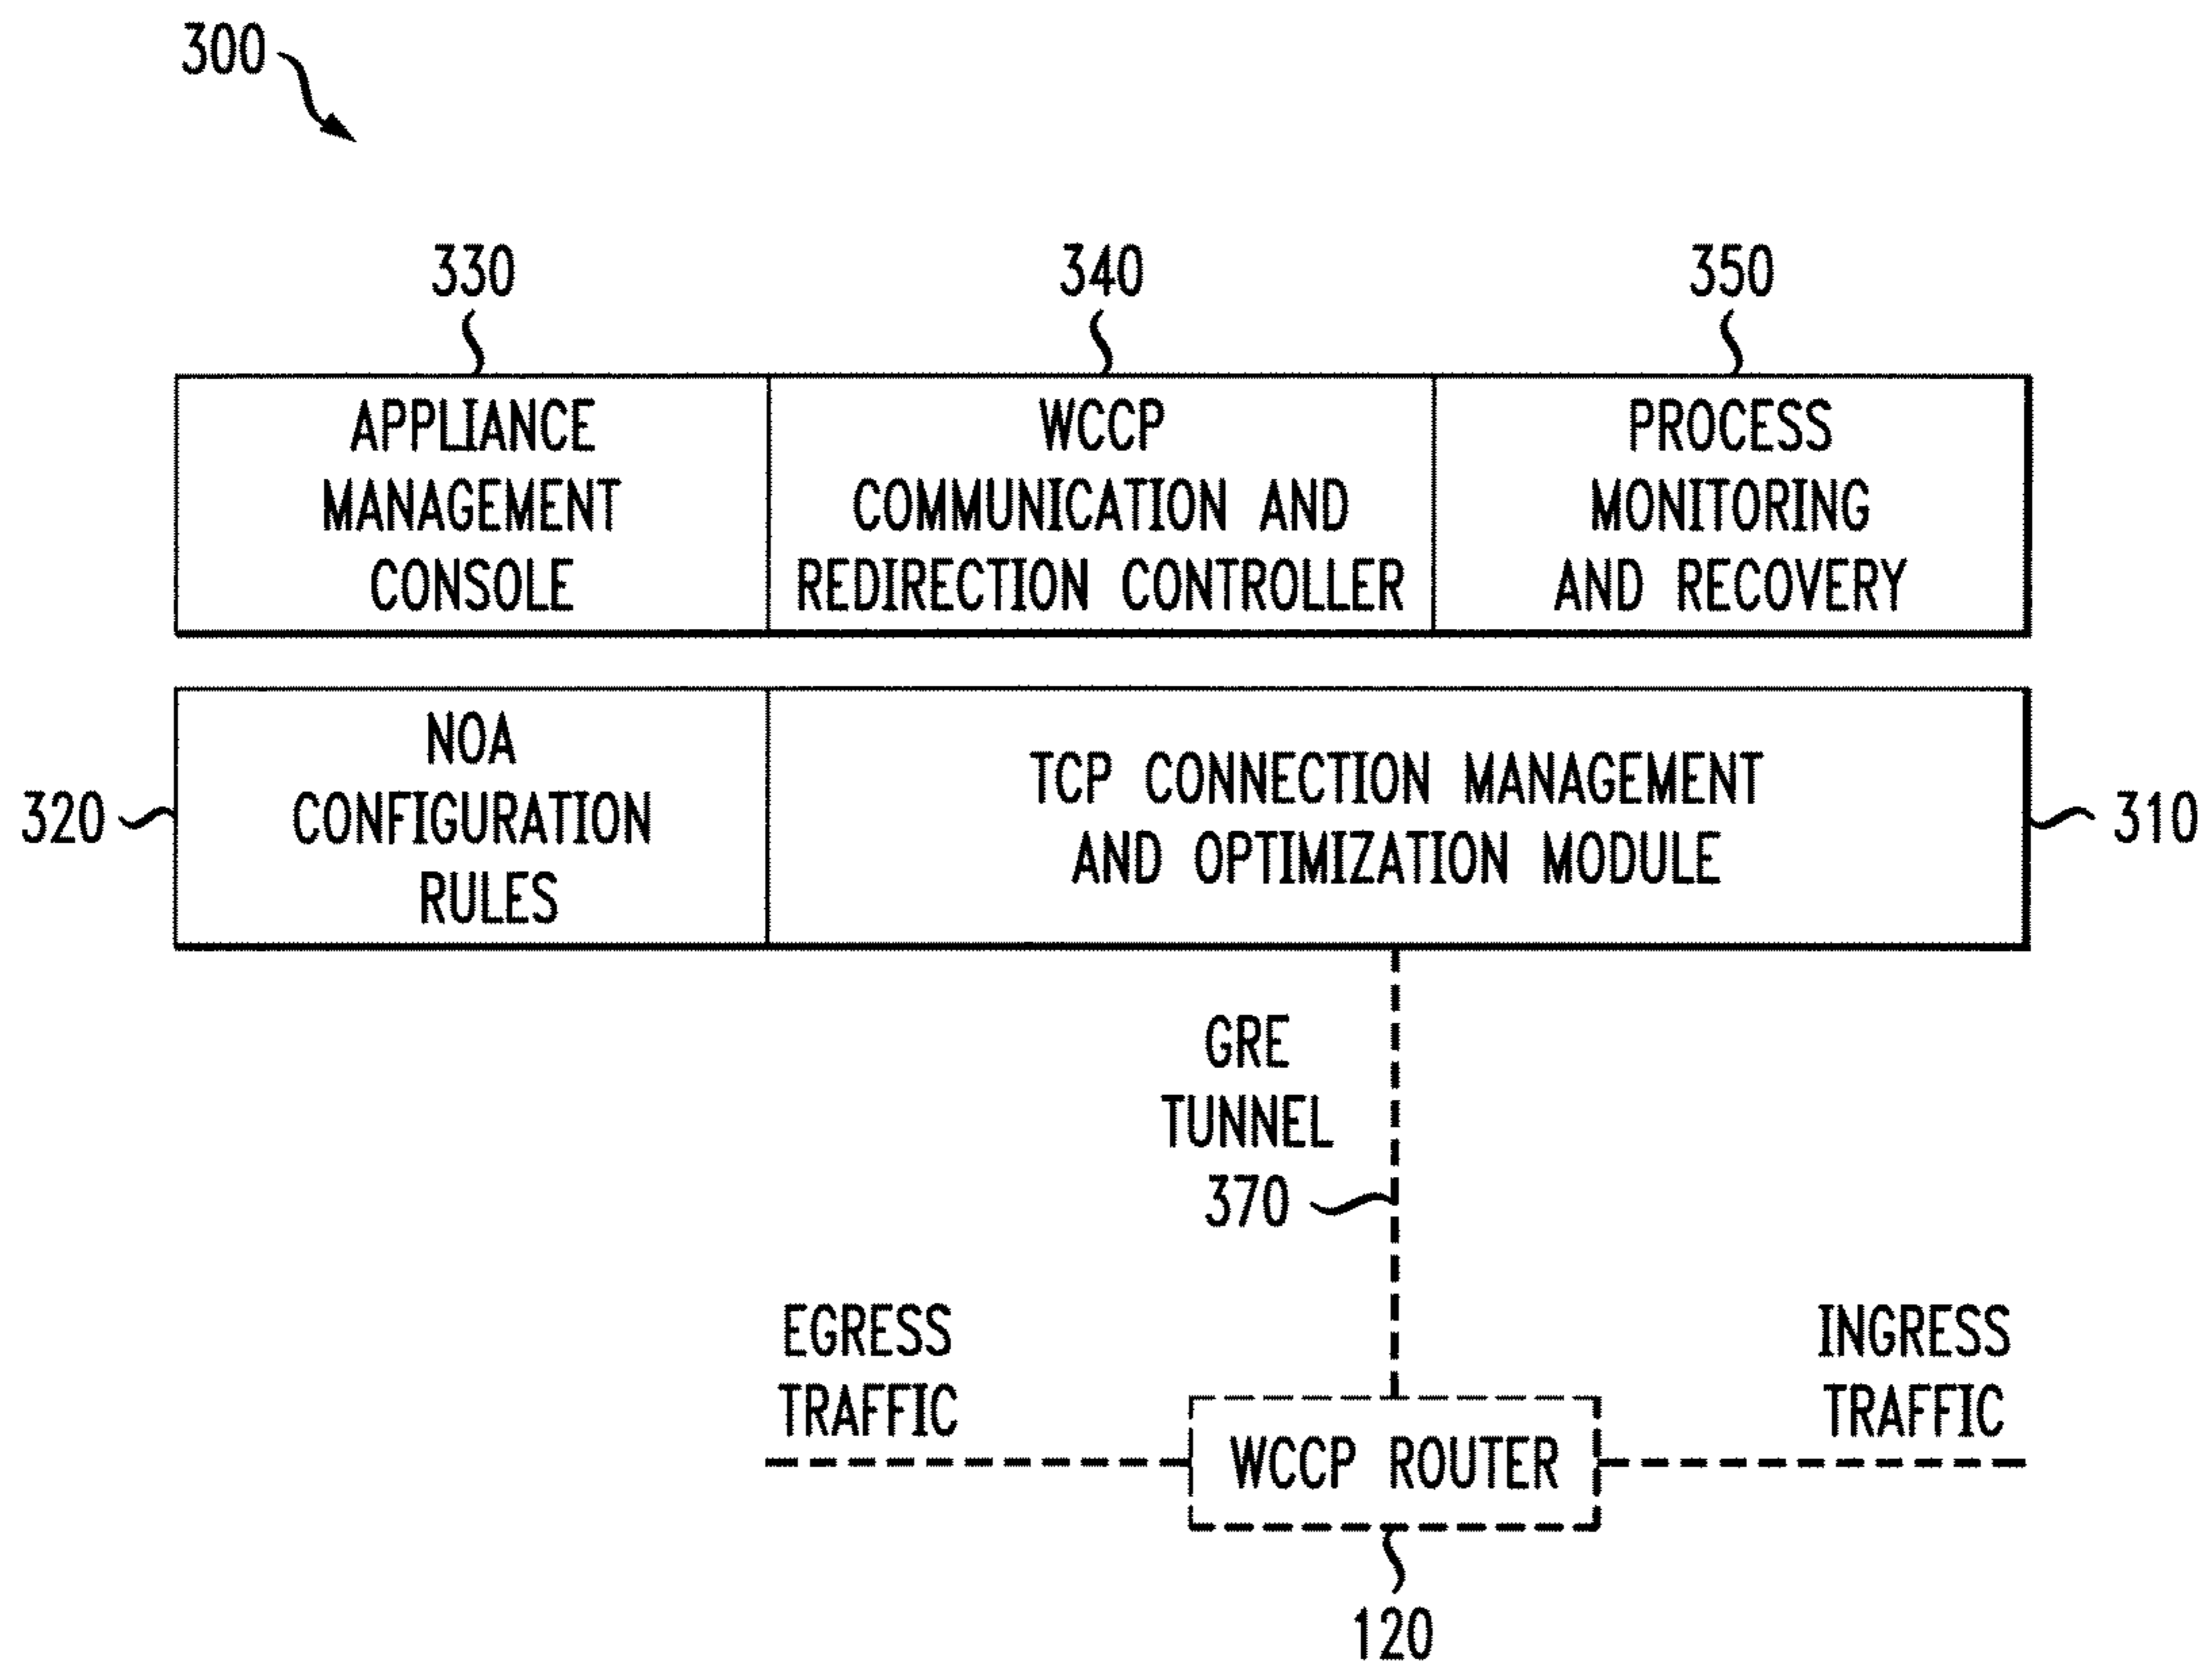 300
330
340
350
APPLIANCE
MANAGEMENT
CONSOLE
WCCP
COMMUNICATION AND
REDIRECTION CONTROLLER
PROCESS
MONITORING
AND RECOVERY
320
NOA
CONFIGURATION
RULES
TCP CONNECTION MANAGEMENT
AND OPTIMIZATION MODULE
310
GRE
TUNNEL
370
EGRESS
TRAFFIC
WCCP ROUTER
INGRESS
TRAFFIC
120